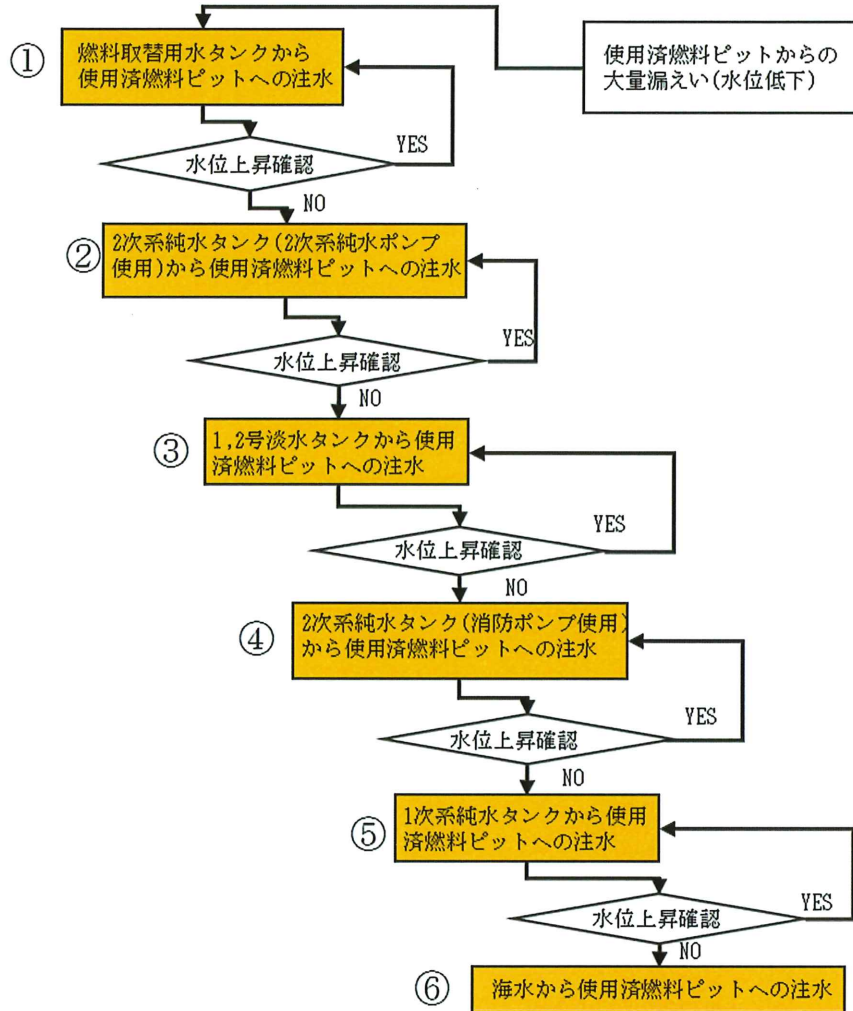 ①
燃料取替用水タンクから
使用済燃料ピットへの注水
使用済燃料ピットからの
大量漏えい(水位低下)
YES
水位上昇確認
NO
②
2次系純水タンク(2次系純水ポンプ
使用)から使用済燃料ピットへの注水
YES
水位上昇確認
NO
③
1,2号淡水タンクから使用
済燃料ピットへの注水
YES
水位上昇確認
NO
④
2次系純水タンク(消防ポンプ使用)
から使用済燃料ピットへの注水
YES
水位上昇確認
NO
⑤
1次系純水タンクから使用
済燃料ピットへの注水
YES
水位上昇確認
NO
⑥
海水から使用済燃料ピットへの注水